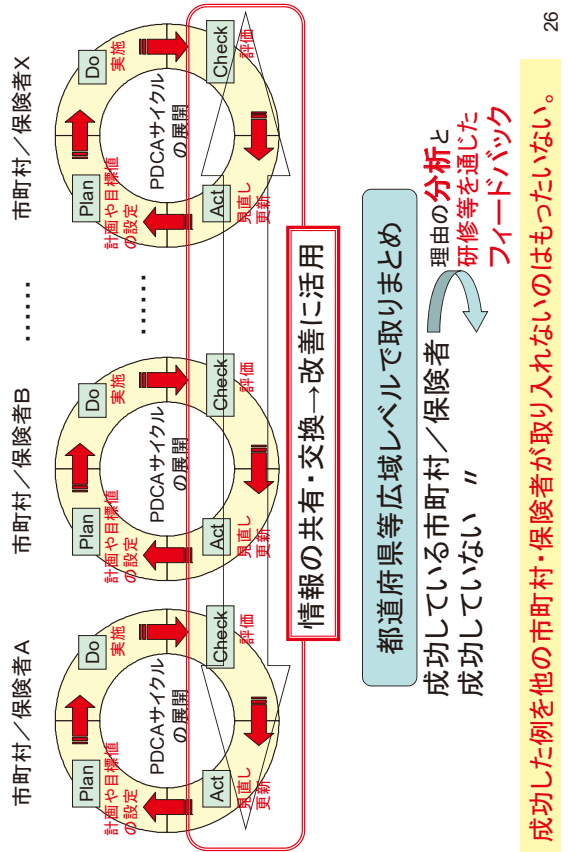 市町村／保険者A
Plan
計画や目標値
の設定
Do
実施
PDCAサイクル
の展開
Act
見直し
更新
Check
評価
市町村／保険者B
Plan
計画や目標値
の設定
Do
実施
PDCAサイクル
の展開
Act
見直し
更新
Check
評価
……
……
市町村／保険者X
Plan
計画や目標値
の設定
Do
実施
PDCAサイクル
の展開
Act
見直し
更新
Check
評価
情報の共有・交換→改善に活用
都道府県等広域レベルで取りまとめ
成功している市町村／保険者
成功していない　〃
理由の分析と
研修等を通じた
フィードバック
成功した例を他の市町村・保険者が取り入れないのはもったいない。
26